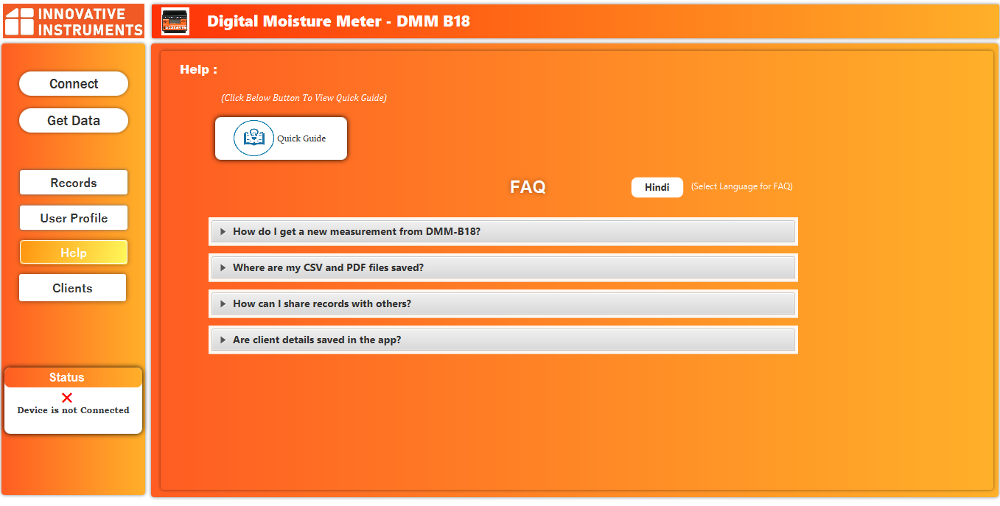 INNOVATIVE
INSTRUMENTS
Digital Moisture Meter - DMM B18
Connect
Get Data
Records
User Profile
Help
Clients
Status
Device is not Connected
Help :
(Click Below Button To View Quick Guide)
Quick Guide
FAQ
Hindi
(Select Language for FAQ)
How do I get a new measurement from DMM-B18?
Where are my CSV and PDF files saved?
How can I share records with others?
Are client details saved in the app?